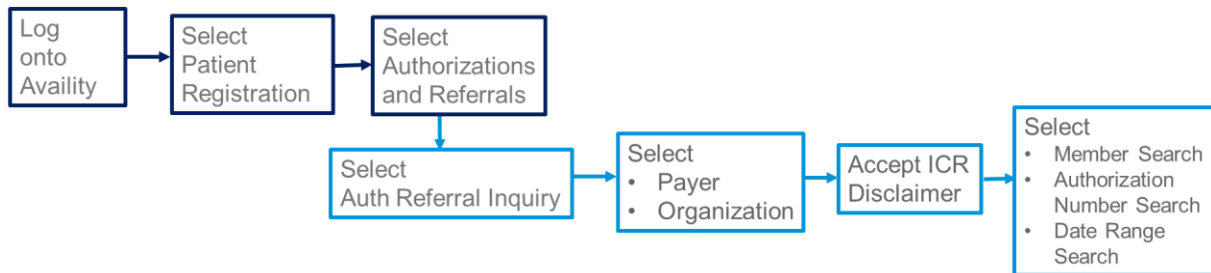 Log
onto
Availity
Select
Patient
Registration
Select
Authorizations
and Referrals
Select
Auth Referral Inquiry
Select
• Payer
• Organization
Accept ICR
Disclaimer
Select
• Member Search
• Authorization
Number Search
• Date Range
Search